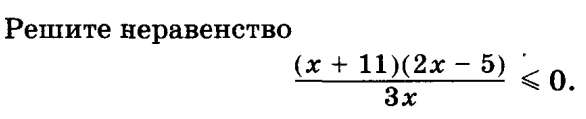 Решите неравенство
(x + 11)(2x − 5)
3x
⩽ 0.